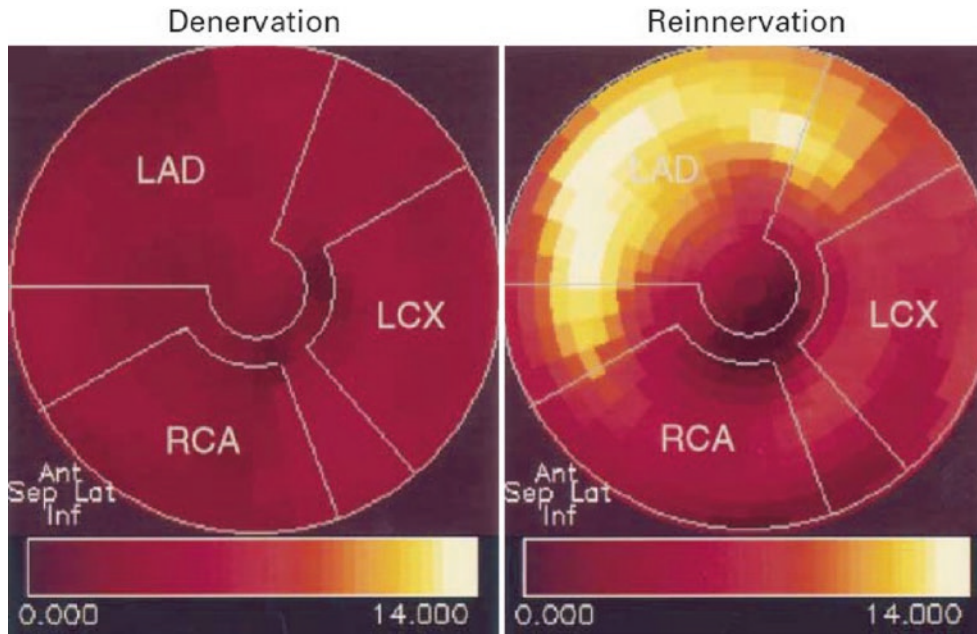 Denervation
LAD
LCX
RCA
Ant
Sep Lat
Inf
0.000 14.000
Reinnervation
LAD
LCX
RCA
Ant
Sep Lat
Inf
0.000 14.000